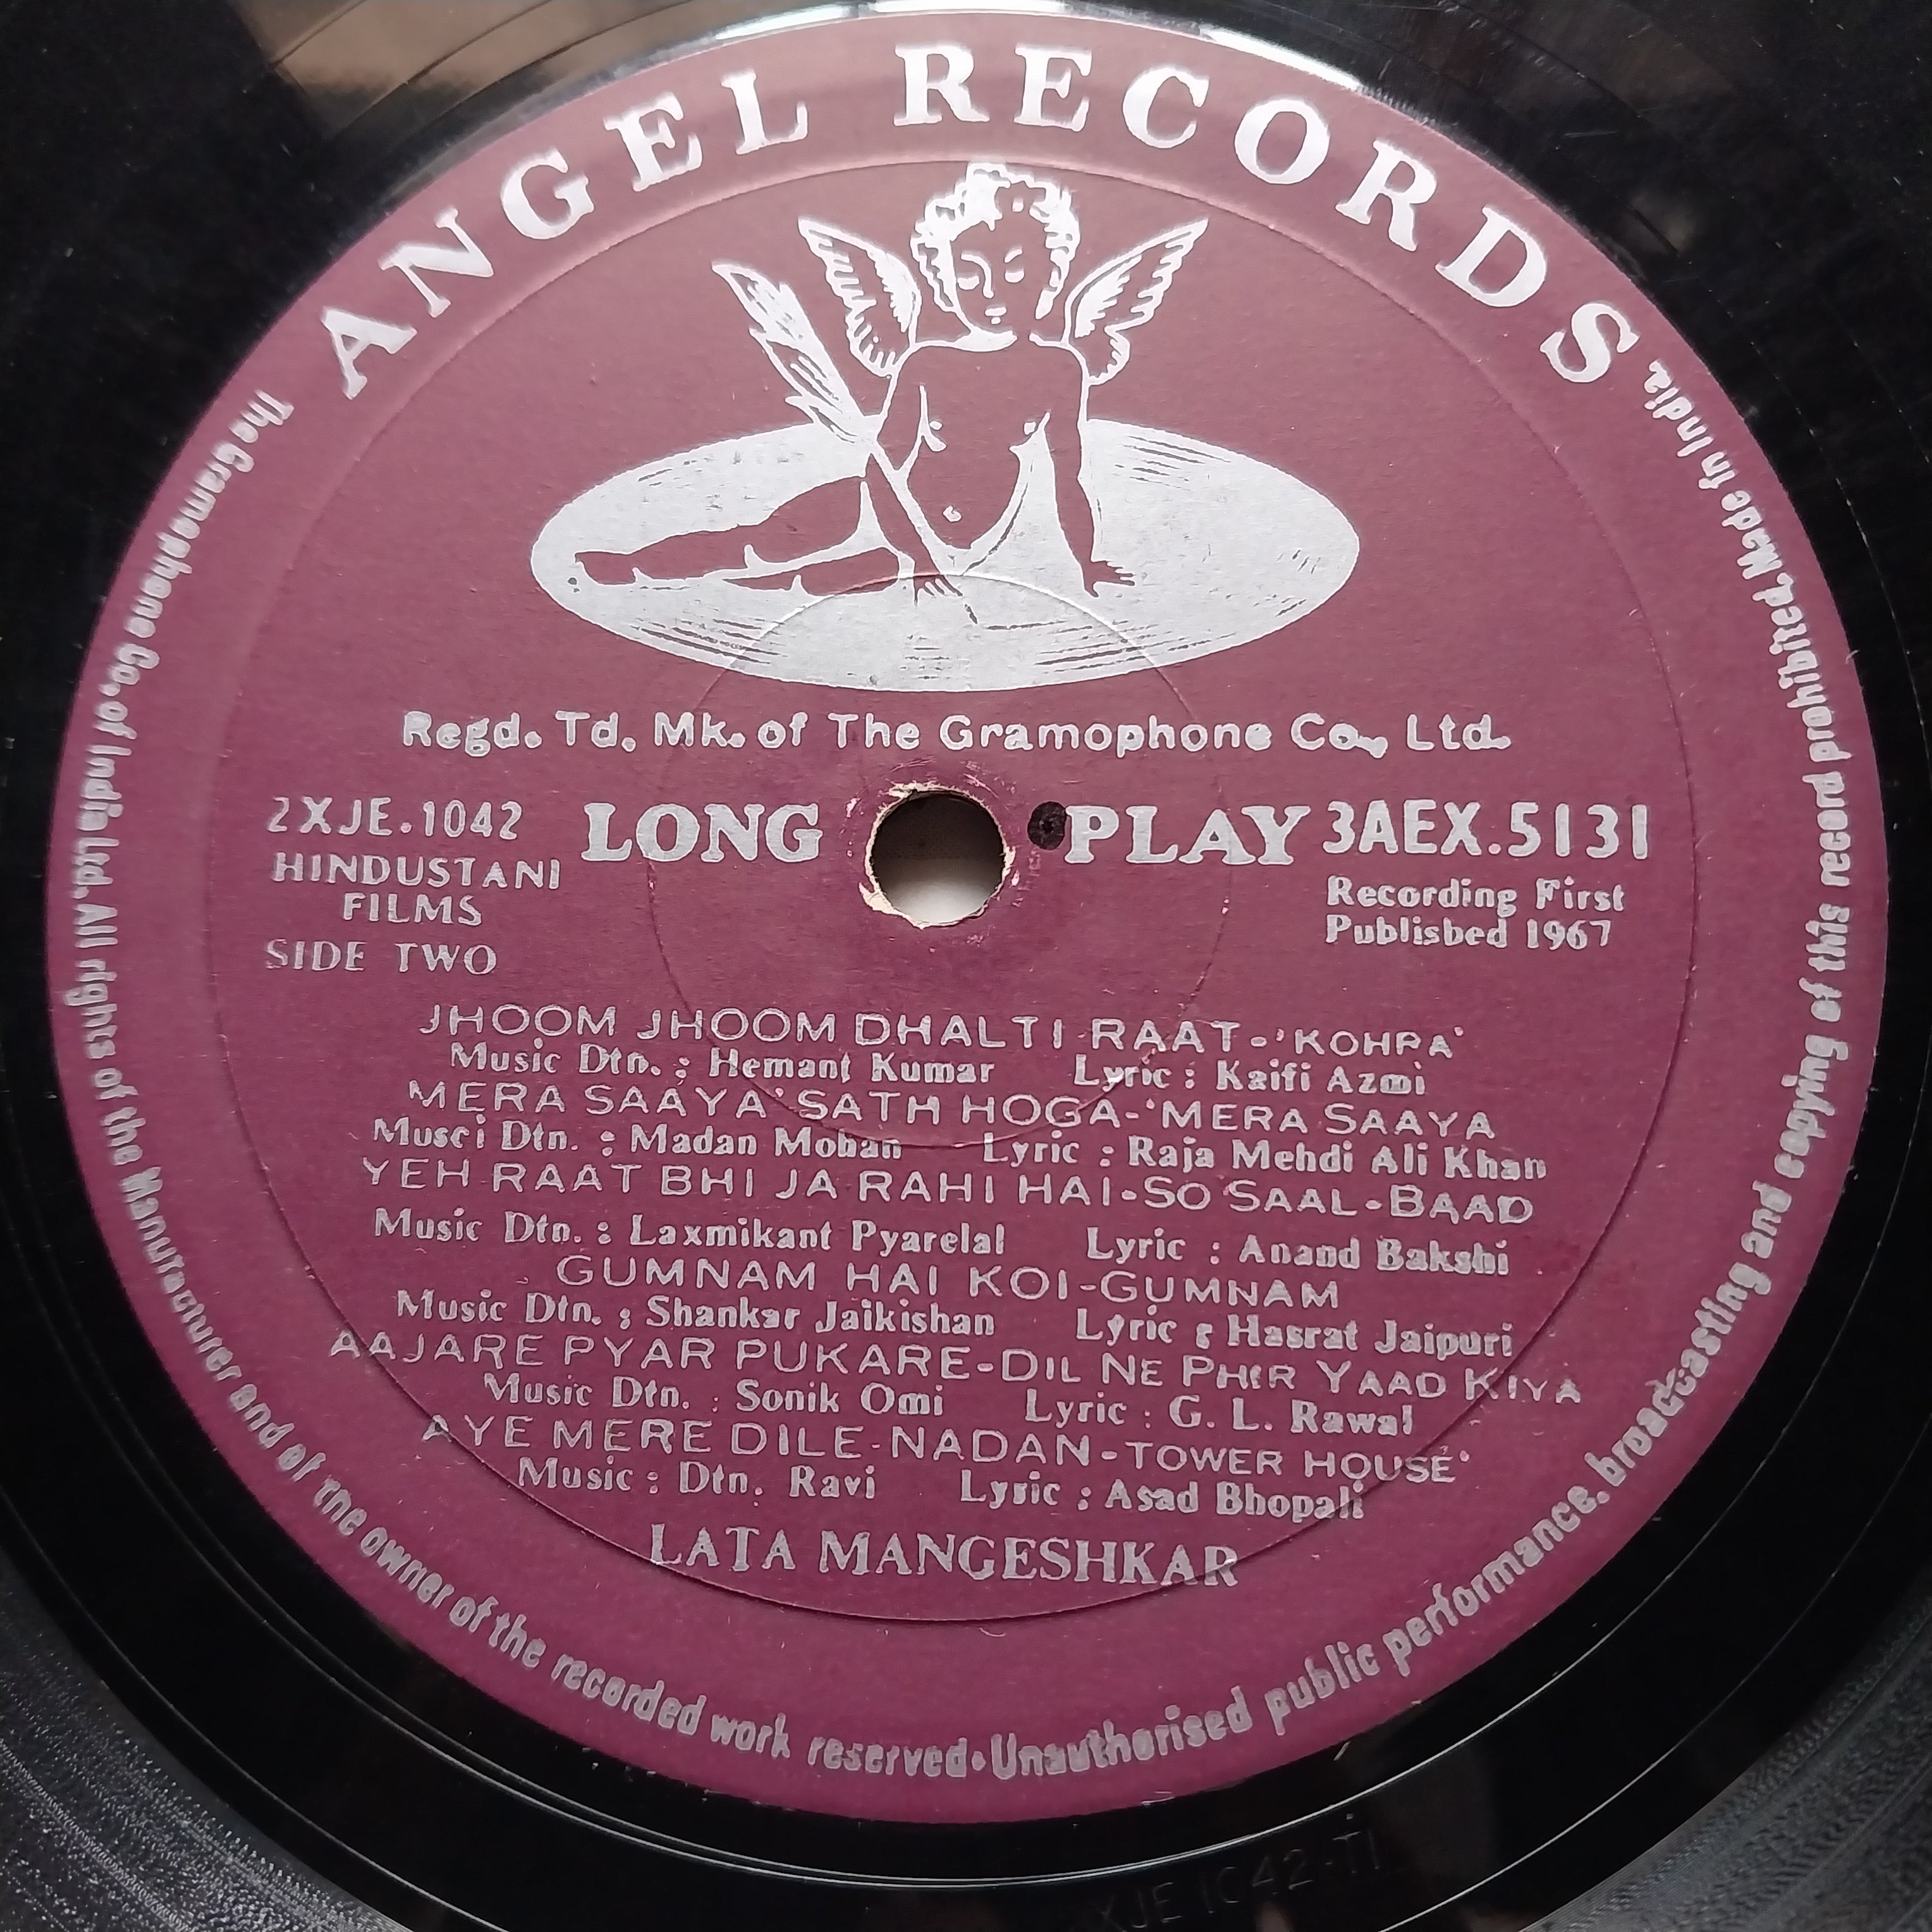 ANGEL RECORDS
Regd. Td. Mk. of The Gramophone Co., Ltd.
2XJE.1042 LONG PLAY 3AEX.5131
HINDUSTANI
FILMS
SIDE TWO
Recording First
Publisbed 1967
JHOOM JHOOM DHALTI RAAT-'KOHRA'
Music Dtn. : Hemant Kumar Lyric : Kaifi Azmi
MERA SAAYA' SATH HOGA-'MERA SAAYA
Musci Dtn. : Madan Mohan Lyric : Raja Mehdi Ali Khan
YEH RAAT BHI JA RAHI HAI-SO SAAL-BAAD
Music Dtn. : Laxmikant Pyarelal Lyric : Anand Bakshi
GUMNAM HAI KOI-GUMNAM
Music Dtn. : Shankar Jaikishan Lyric : Hasrat Jaipuri
AAJARE PYAR PUKARE-DIL NE PHIR YAAD KIYA
Music Dtn. : Sonik Omi Lyric : G. L. Rawal
AYE MERE DILE-NADAN-TOWER HOUSE'
Music : Dtn. Ravi Lyric : Asad Bhopali
LATA MANGESHKAR
The Gramophone Co. of India Ltd. All rights of the Manufacturer and of the owner of the recorded work reserved • Unauthorised public performance, broadcasting and copying of this record prohibited. Made in India.
XJE 1042-T1